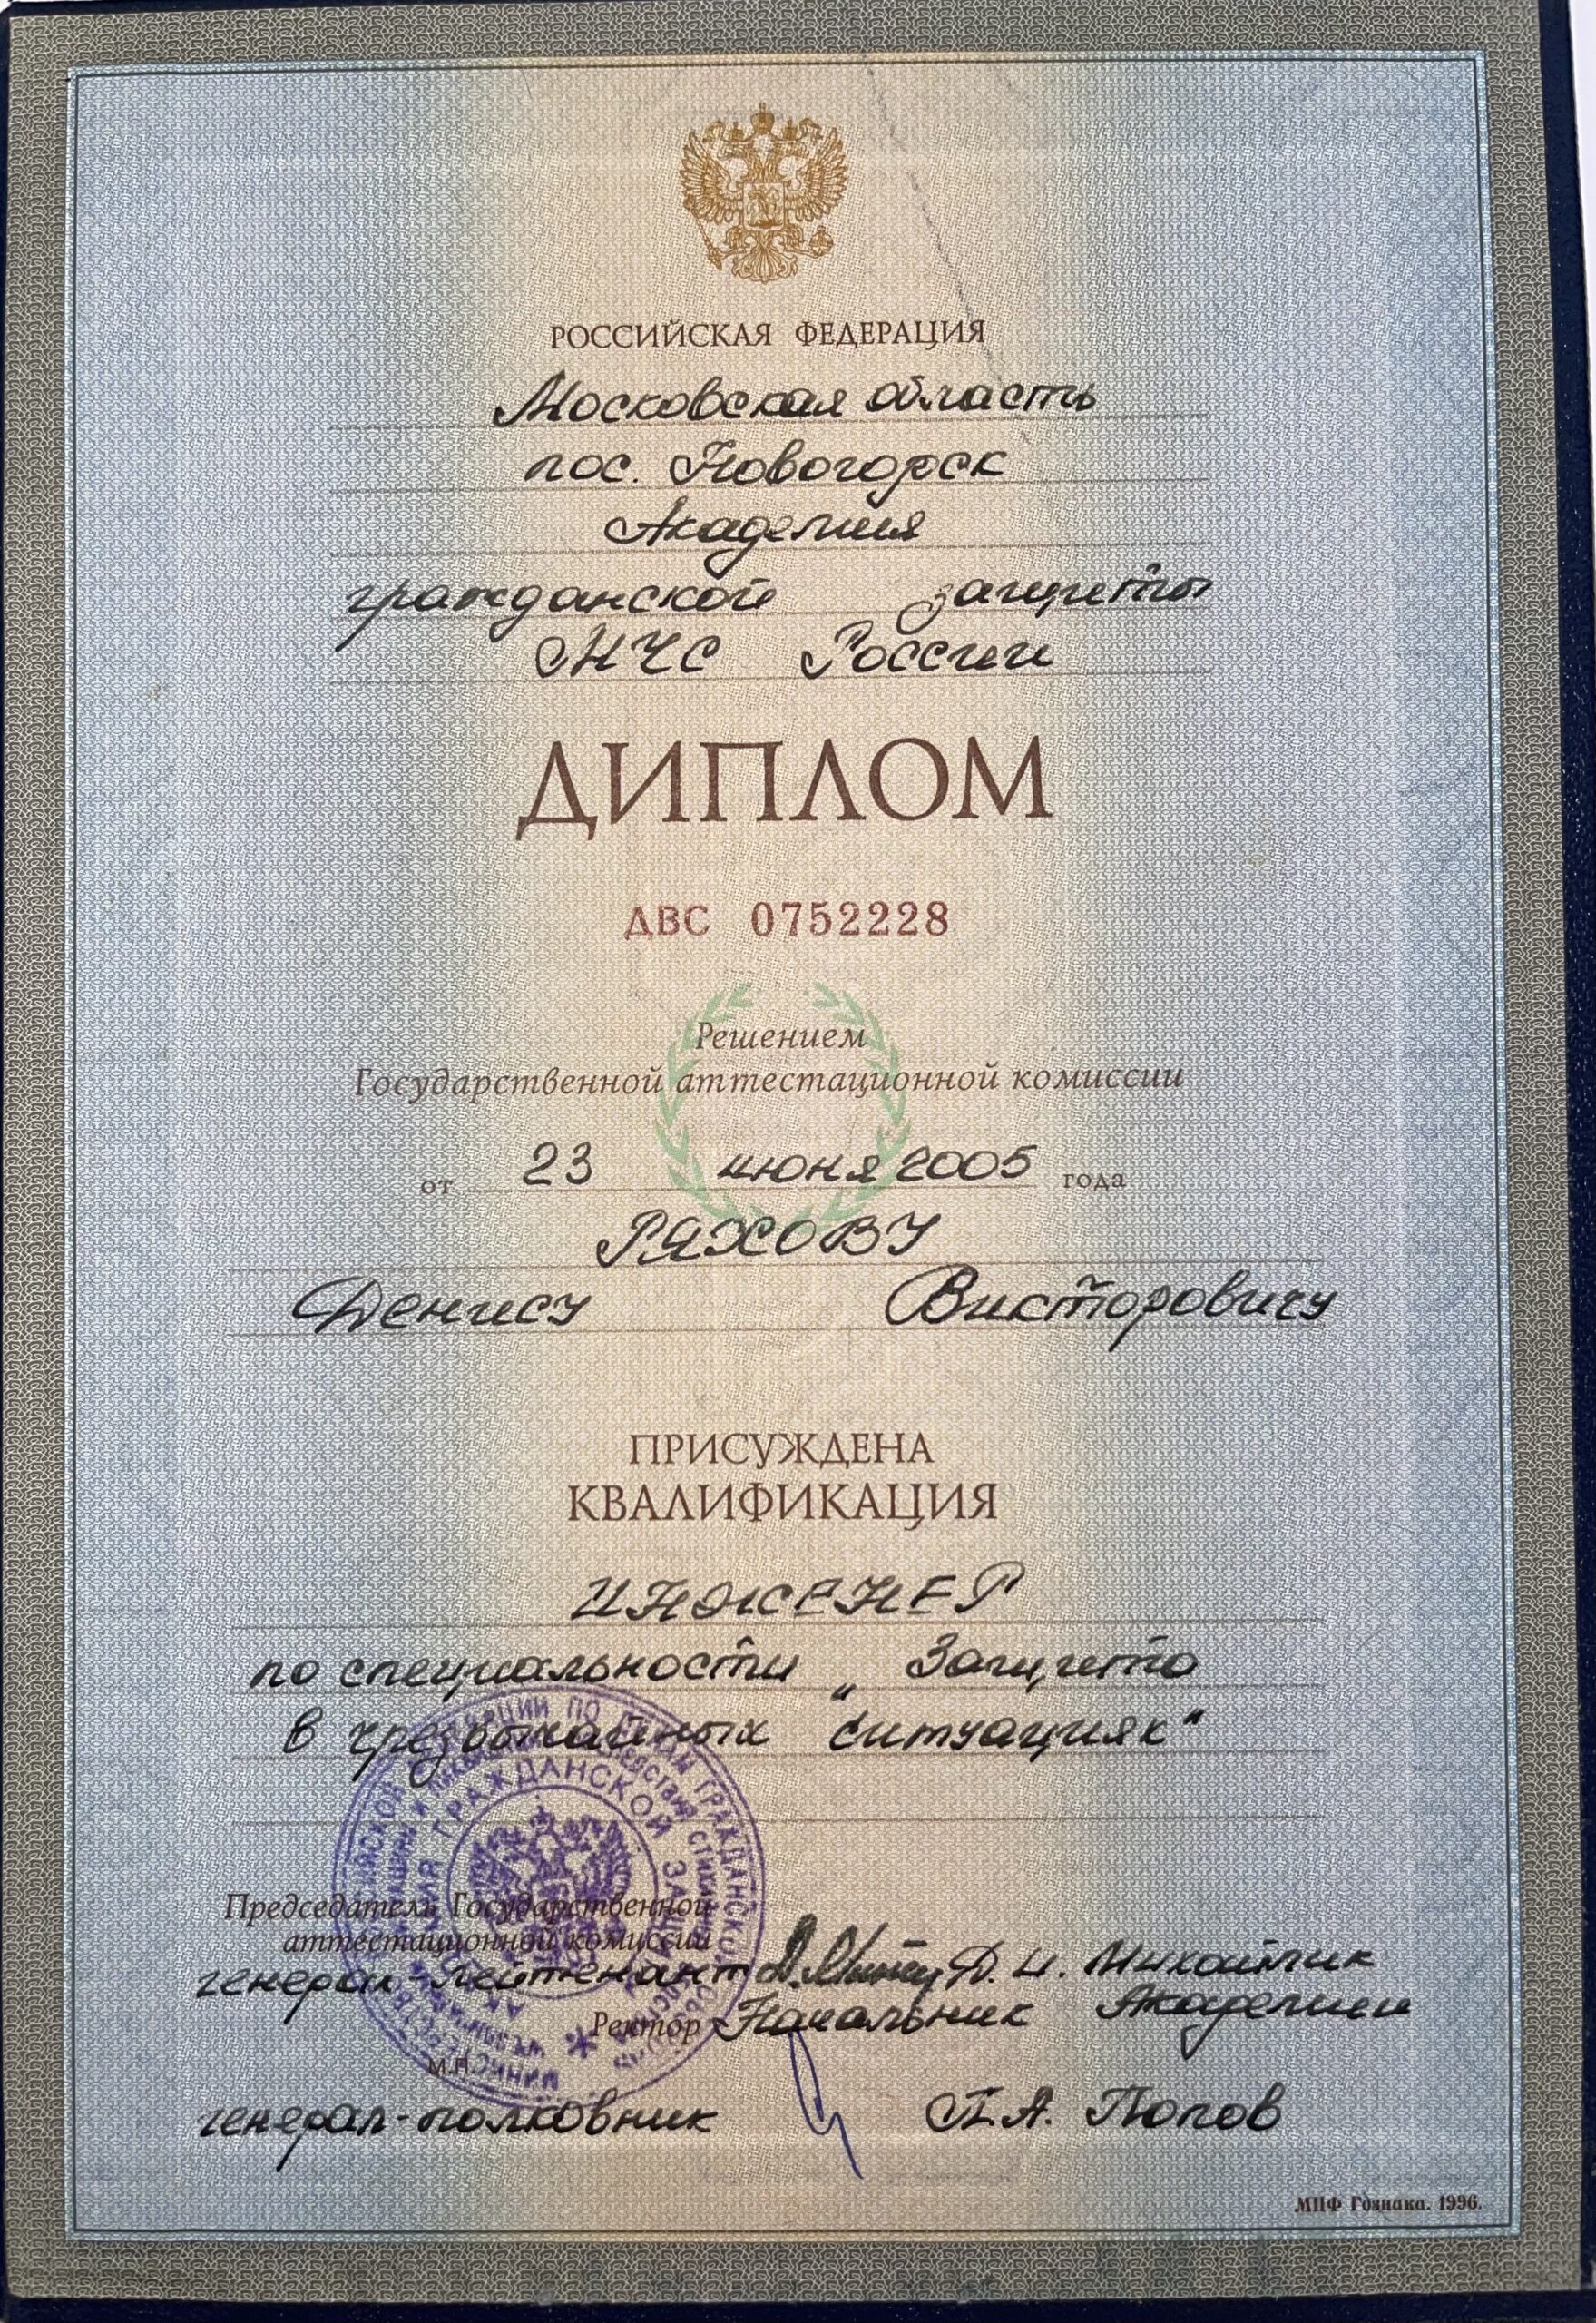 РОССИЙСКАЯ ФЕДЕРАЦИЯ
Московская область
пос. Новогорск
Академия
гражданской защиты
МЧС России
ДИПЛОМ
ДВС 0752228
Решением
Государственной аттестационной комиссии
от 23 июня 2005 года
РЯХОВУ
Денису Викторовичу
ПРИСУЖДЕНА
КВАЛИФИКАЦИЯ
ИНЖЕНЕР
по специальности „Защита
в чрезвычайных ситуациях“
ГРАЖДАНСКОЙ
Председатель Государственной
аттестационной комиссии
генерал-лейтенант Д. И. Михайлик
Ректор Начальник Академии
М.П.
генерал-полковник П.А. Попов
МПФ Гознака. 1996.